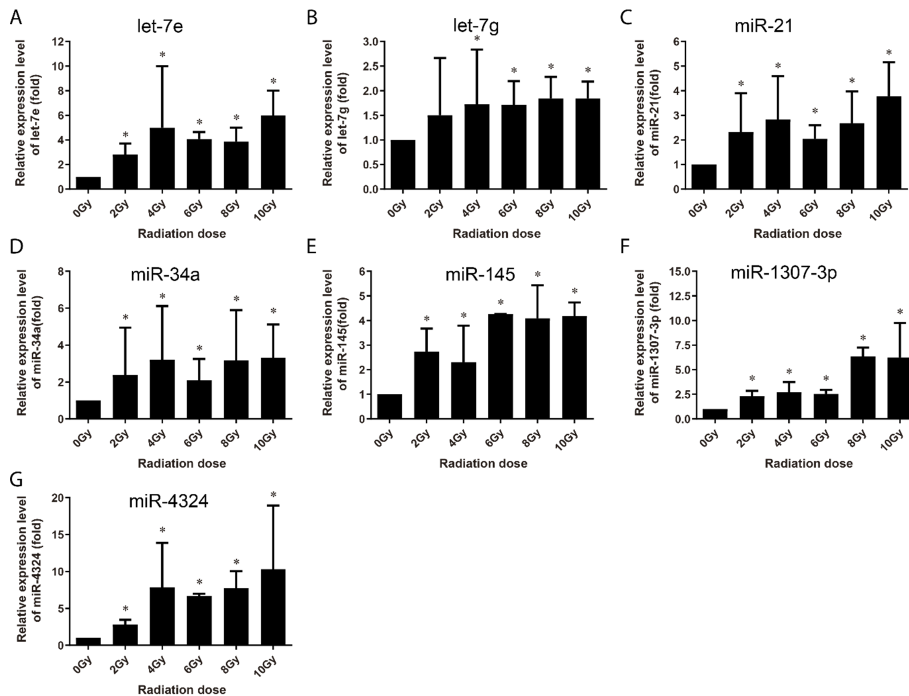 A
let-7e
Relative expression level
of let-7e (fold)
12
10
8
6
4
2
0
*
*
*
*
*
0Gy
2Gy
4Gy
6Gy
8Gy
10Gy
Radiation dose
B
let-7g
Relative expression level
of let-7g (fold)
3.0
2.5
2.0
1.5
1.0
0.5
0.0
*
*
*
*
0Gy
2Gy
4Gy
6Gy
8Gy
10Gy
Radiation dose
C
miR-21
Relative expression level
of miR-21(fold)
6
5
4
3
2
1
0
*
*
*
*
*
0Gy
2Gy
4Gy
6Gy
8Gy
10Gy
Radiation dose
D
miR-34a
Relative expression level
of miR-34a(fold)
8
6
4
2
0
*
*
*
*
*
0Gy
2Gy
4Gy
6Gy
8Gy
10Gy
Radiation dose
E
miR-145
Relative expression level
of miR-145(fold)
6
5
4
3
2
1
0
*
*
*
*
*
0Gy
2Gy
4Gy
6Gy
8Gy
10Gy
Radiation dose
F
miR-1307-3p
Relative expression level
of miR-1307-3p (fold)
15.0
12.5
10.0
7.5
5.0
2.5
0.0
*
*
*
*
*
0Gy
2Gy
4Gy
6Gy
8Gy
10Gy
Radiation dose
G
miR-4324
Relative expression level
of miR-4324 (fold)
20
15
10
5
0
*
*
*
*
*
0Gy
2Gy
4Gy
6Gy
8Gy
10Gy
Radiation dose